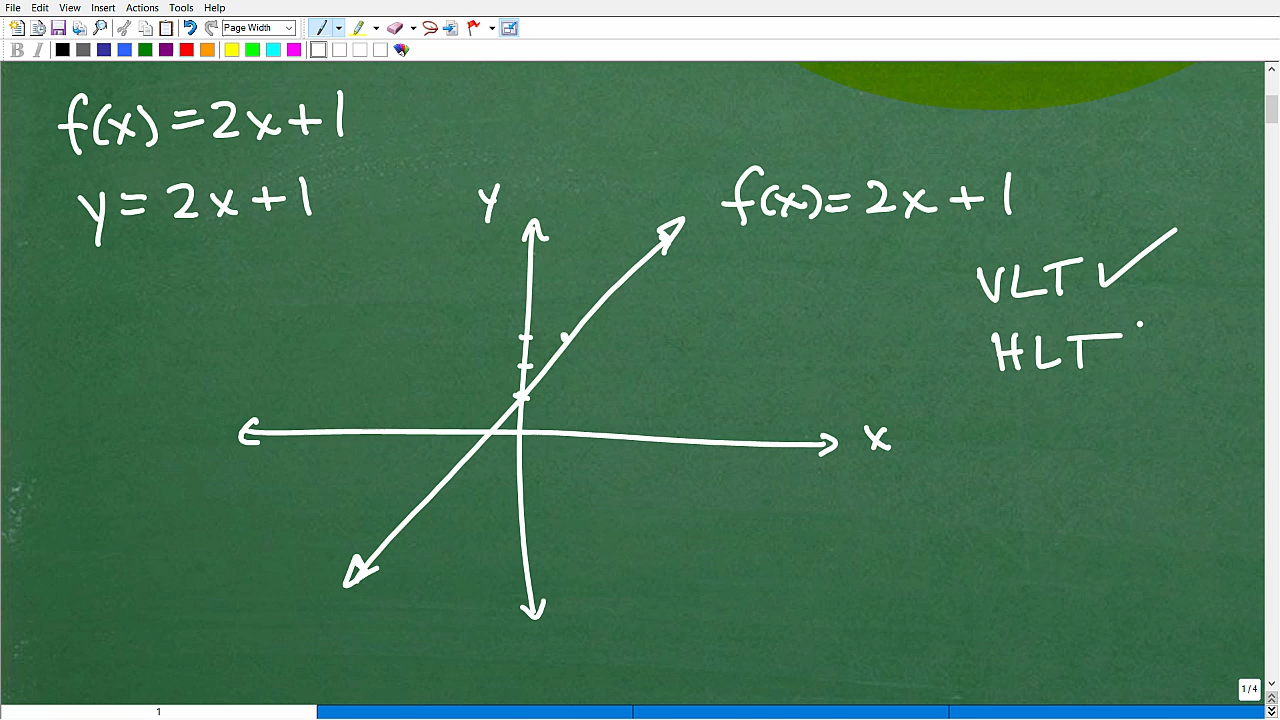 File Edit View Insert Actions Tools Help
Page Width
B I
f(x)=2x+1
y=2x+1
y
f(x)=2x+1
VLT ✓
HLT
x
1/4
1